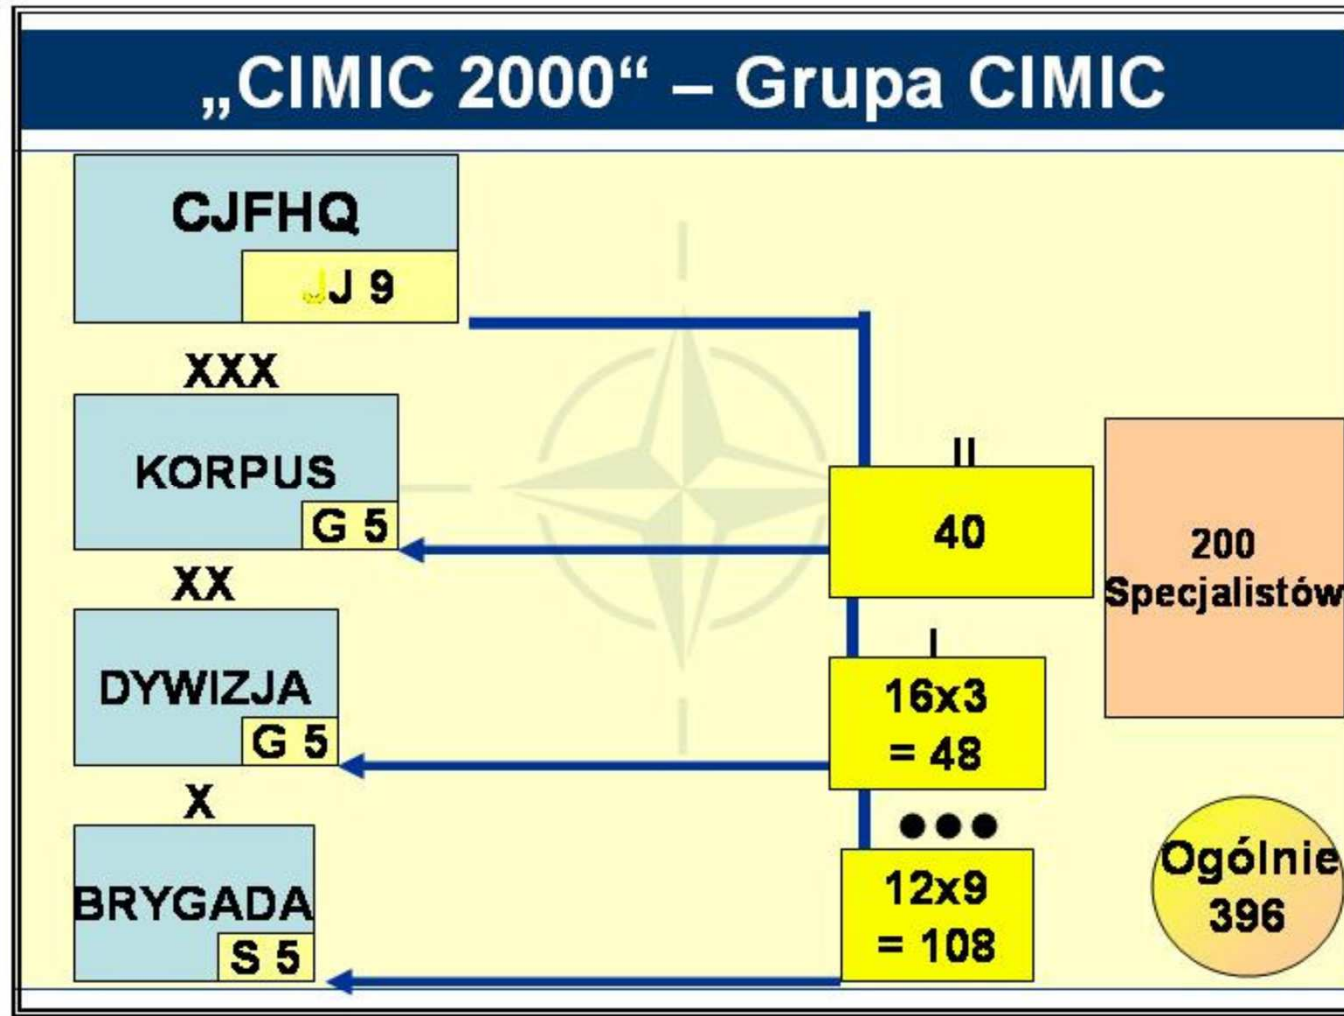 „CIMIC 2000“ – Grupa CIMIC
CJFHQ
JJ 9
XXX
KORPUS
G 5
XX
DYWIZJA
G 5
X
BRYGADA
S 5
II
40
I
16x3
= 48
●●●
12x9
= 108
200
Specjalistów
Ogólnie
396